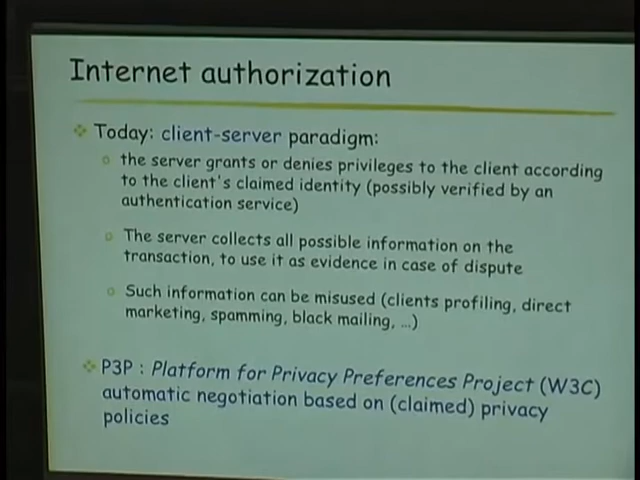 Internet authorization
Today: client-server paradigm:
the server grants or denies privileges to the client according
to the client's claimed identity (possibly verified by an
authentication service)
The server collects all possible information on the
transaction, to use it as evidence in case of dispute
Such information can be misused (clients profiling, direct
marketing, spamming, black mailing, ...)
P3P : Platform for Privacy Preferences Project (W3C)
automatic negotiation based on (claimed) privacy
policies